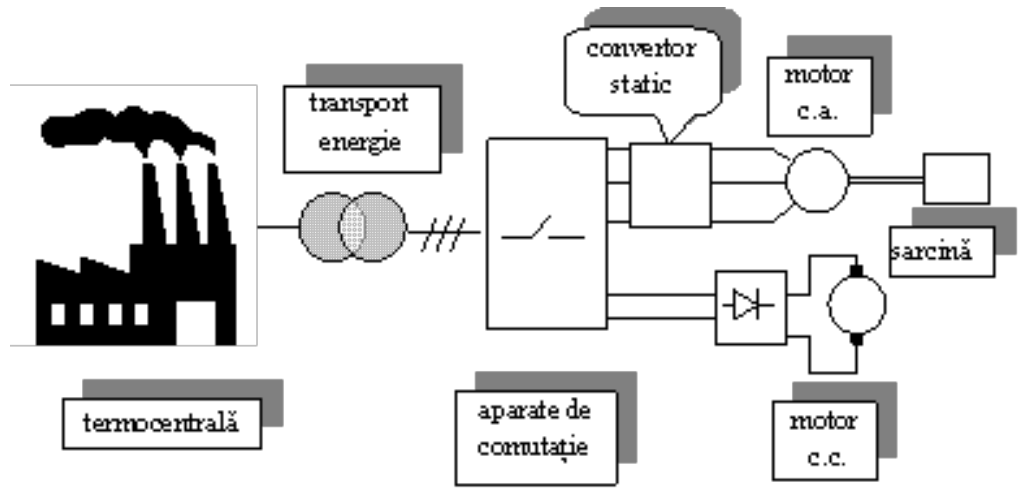 convertor
static
motor
c.a.
transport
energie
sarcină
termocentrală
aparate de
comutație
motor
c.c.